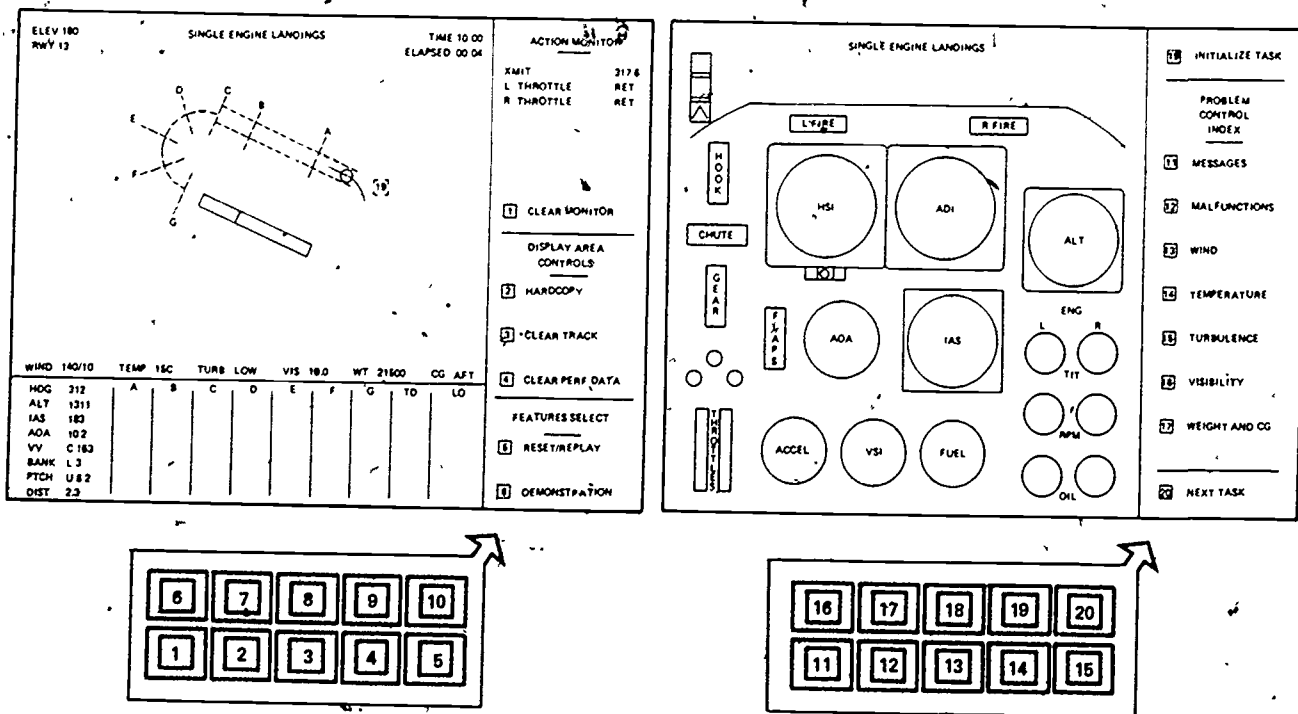 ELEV 180
RWY 13
SINGLE ENGINE LANDINGS
TIME 10 00
ELAPSED 00 04
C
D
B
E
A
F
G
19
WIND 140/10 TEMP 15C TURB LOW VIS 10.0 WT 21500 CG AFT
A B C D E F G TD LO
HDG 312
ALT 1311
IAS 183
AOA 10 2
VV C 163
BANK L 3
PTCH U 8 2
DIST 2.3
ACTION MONITOR
XMIT 317 6
L THROTTLE RET
R THROTTLE RET
1 CLEAR MONITOR
DISPLAY AREA
CONTROLS
2 HARDCOPY
3 CLEAR TRACK
4 CLEAR PERF DATA
FEATURES SELECT
5 RESET/REPLAY
DEMONSTRATION
SINGLE ENGINE LANDINGS
L FIRE
R FIRE
HOOK
HSI
ADI
ALT
CHUTE
GEAR
FLAPS
AOA
IAS
ENG
L R
TIT
RPM
OIL
THROTTLES
ACCEL
VSI
FUEL
INITIALIZE TASK
PROBLEM
CONTROL
INDEX
11 MESSAGES
12 MALFUNCTIONS
13 WIND
14 TEMPERATURE
15 TURBULENCE
16 VISIBILITY
17 WEIGHT AND CG
20 NEXT TASK
6 7 8 9 10
1 2 3 4 5
16 17 18 19 20
11 12 13 14 15